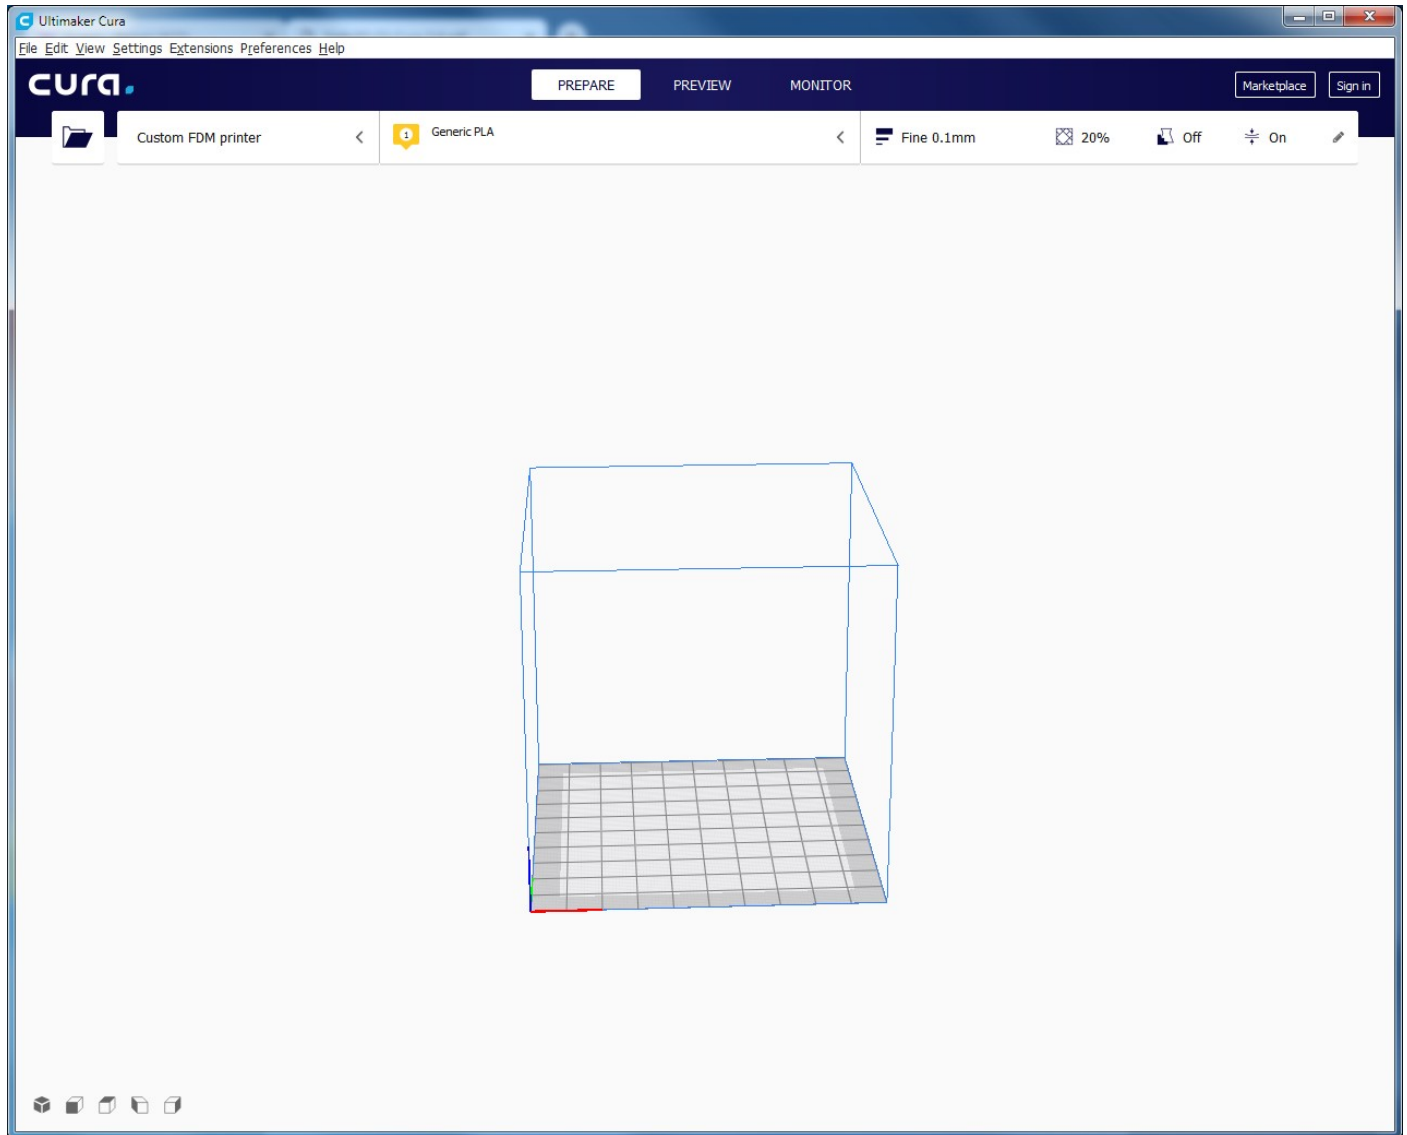 Ultimaker Cura
File Edit View Settings Extensions Preferences Help
cura.
PREPARE PREVIEW MONITOR
Marketplace Sign in
Custom FDM printer
1 Generic PLA
Fine 0.1mm 20% Off On